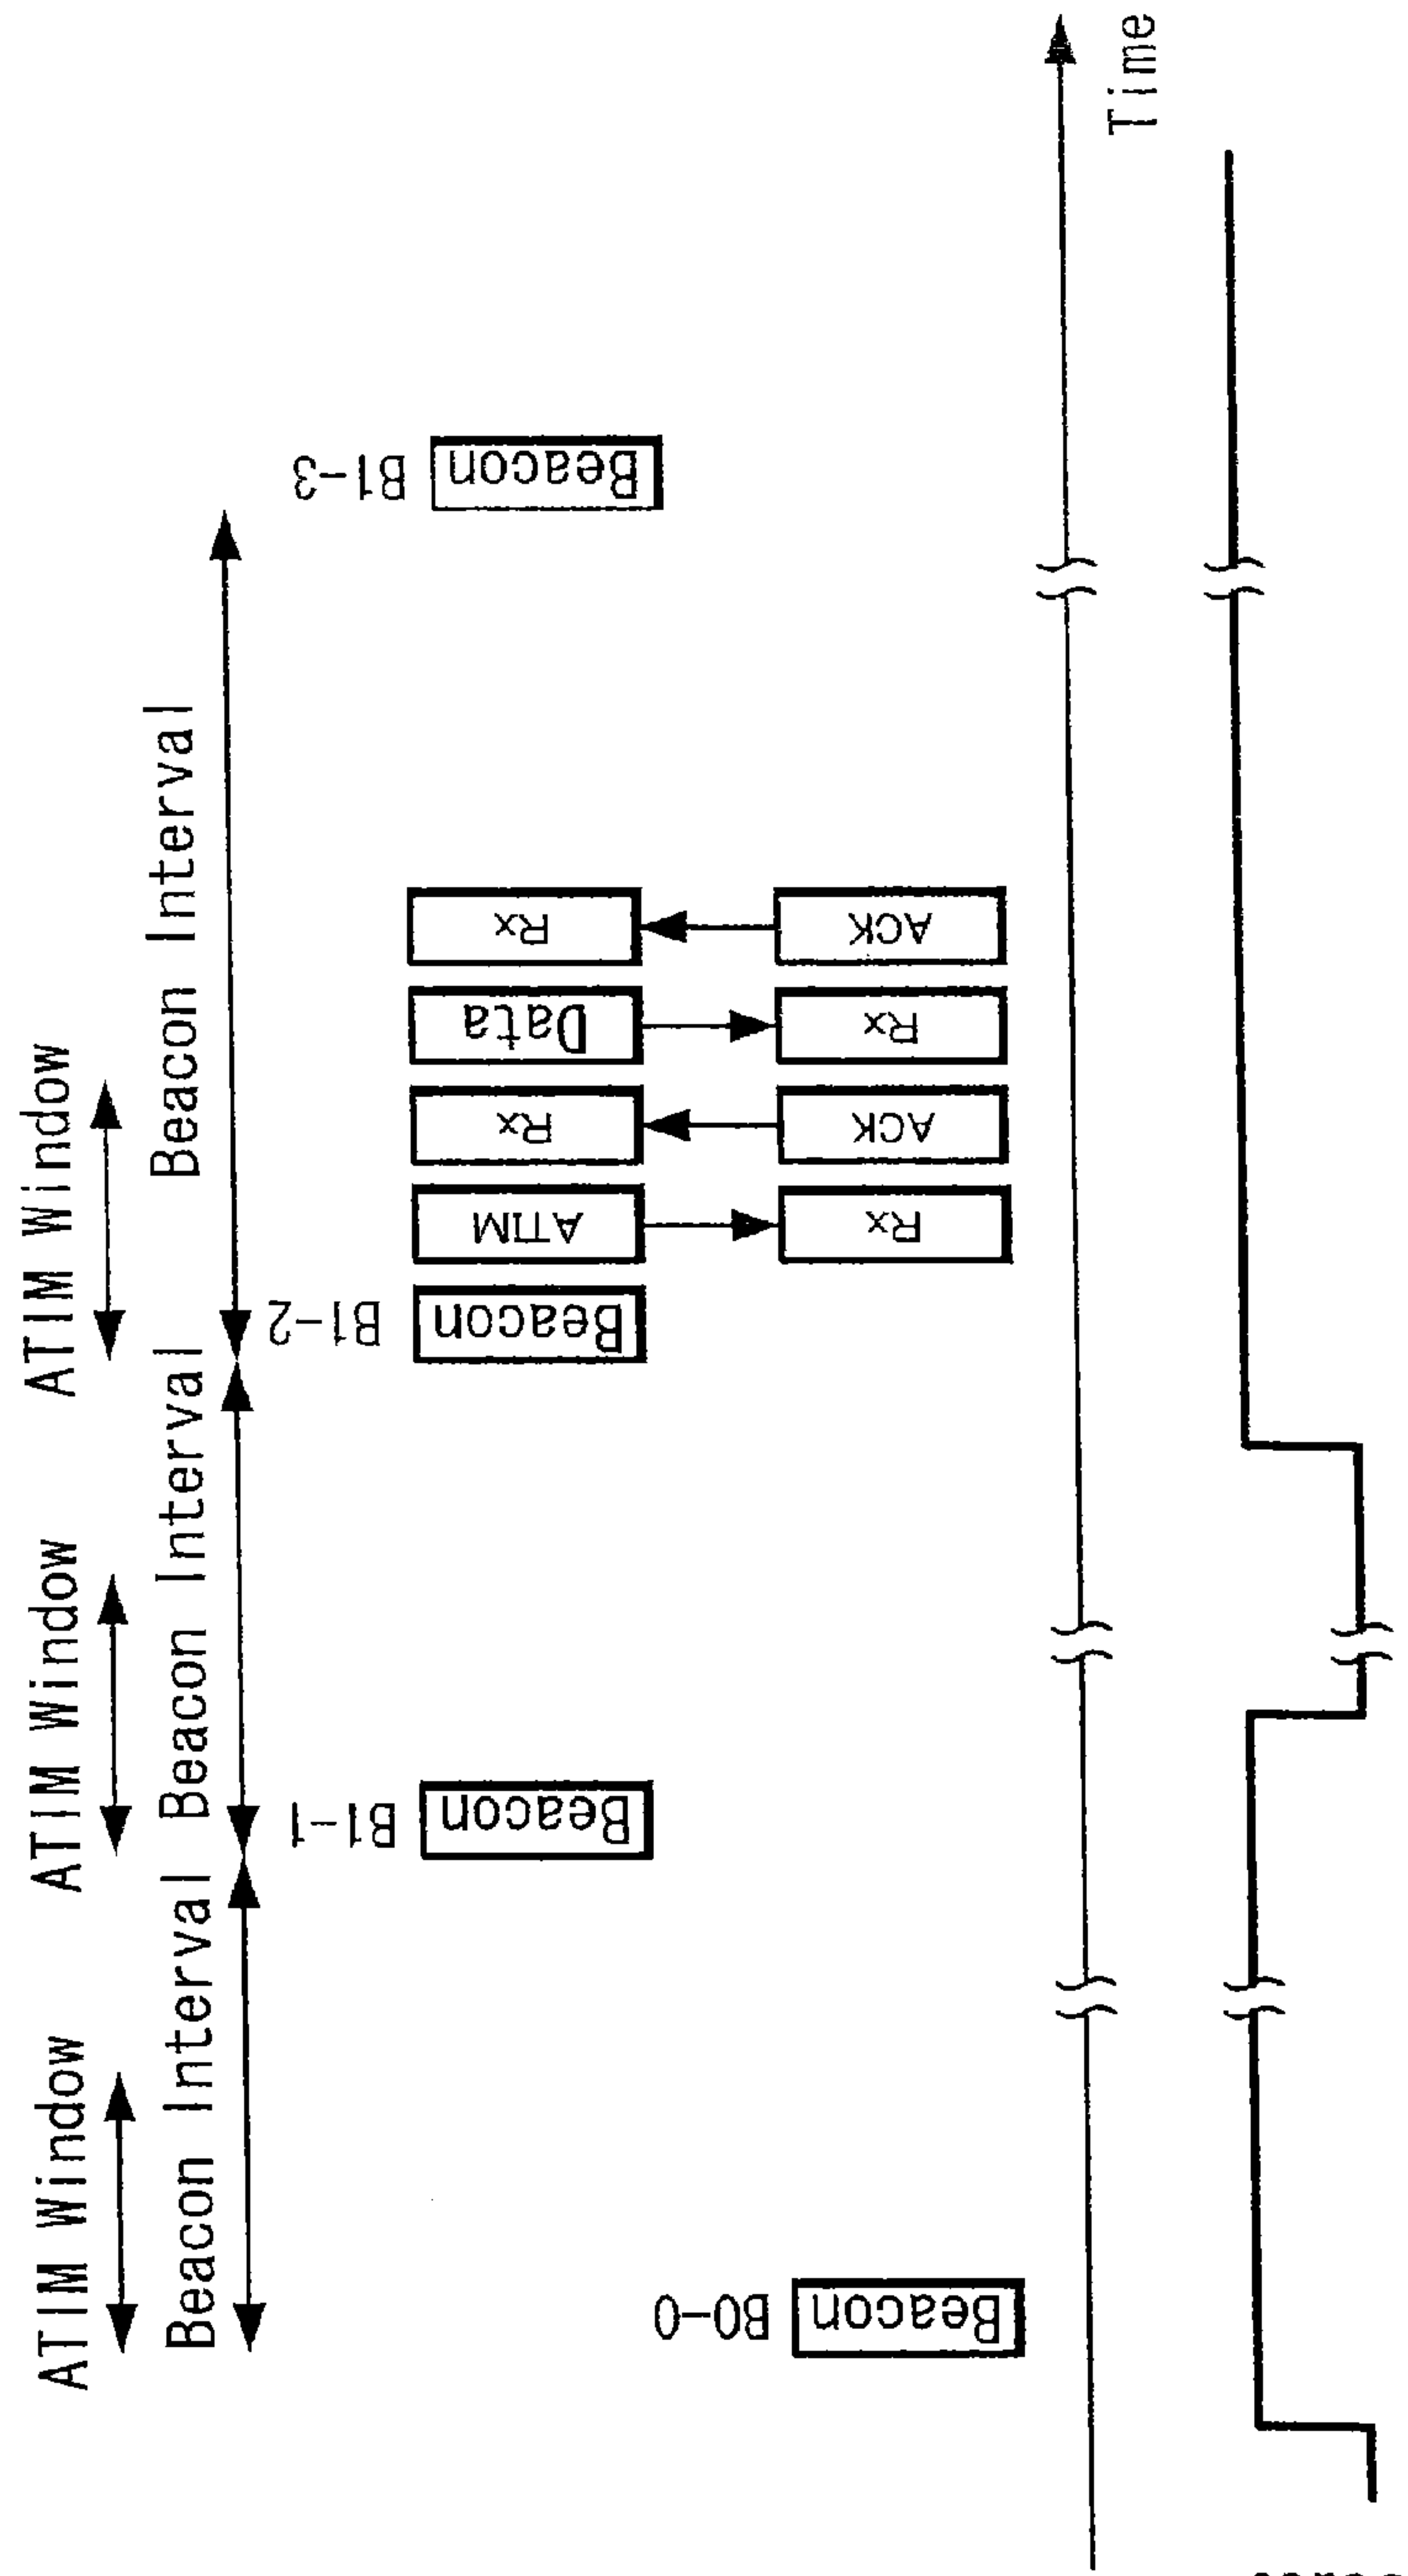 ATIM Window
ATIM Window
ATIM Window
Beacon Interval
Beacon Interval
Beacon Interval
B1-1
B1-2
B1-3
Beacon
Beacon
ATIM
Rx
Data
Rx
Beacon
B0-0
Beacon
Rx
ACK
Rx
ACK
Time